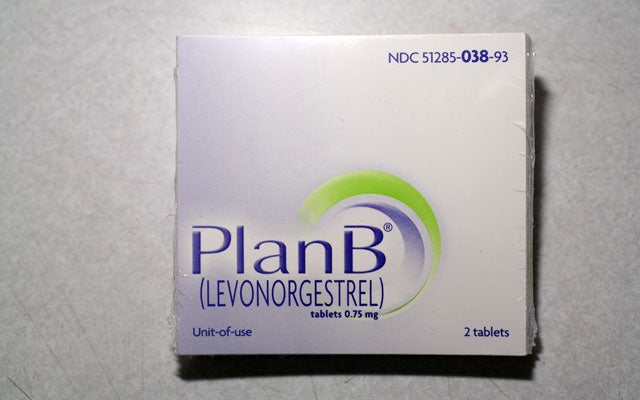 NDC 51285-038-93
PlanB®
(LEVONORGESTREL)
tablets 0.75 mg
Unit-of-use
2 tablets